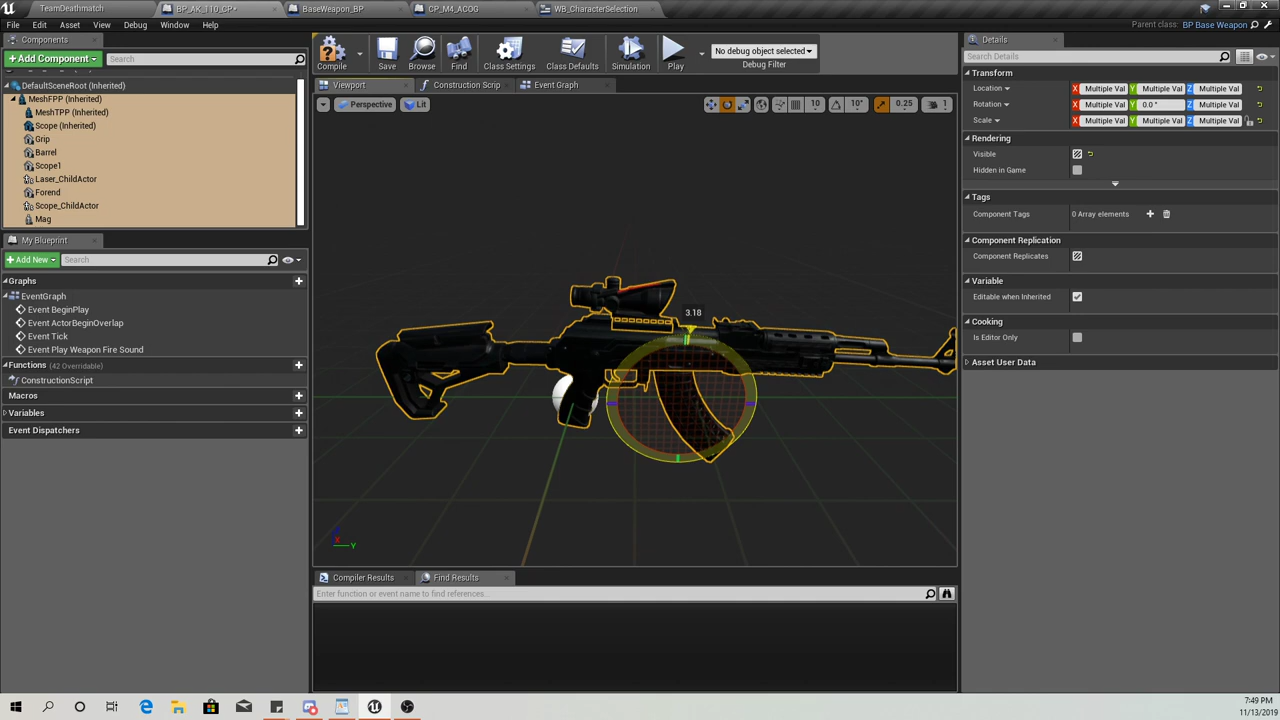 TeamDeathmatch
BP_AK_110_CP*
BaseWeapon_BP
CP_M4_ACOG
WB_CharacterSelection
File Edit Asset View Debug Window Help
Parent class: BP Base Weapon
Components
+Add Component
Search
DefaultSceneRoot (Inherited)
MeshFPP (Inherited)
MeshTPP (Inherited)
Scope (Inherited)
Grip
Barrel
Scope1
Laser_ChildActor
Forend
Scope_ChildActor
Mag
My Blueprint
+Add New
Search
Graphs
EventGraph
Event BeginPlay
Event ActorBeginOverlap
Event Tick
Event Play Weapon Fire Sound
Functions (42 Overridable)
ConstructionScript
Macros
Variables
Event Dispatchers
Compile
Save
Browse
Find
Class Settings
Class Defaults
Simulation
Play
No debug object selected
Debug Filter
Viewport
Construction Scrip
Event Graph
Perspective
Lit
10
10°
0.25
1
3.18
X
Y
Compiler Results
Find Results
Enter function or event name to find references...
Details
Search Details
Transform
Location X Multiple Val Y Multiple Val Z Multiple Val
Rotation X Multiple Val Y 0.0 ° Z Multiple Val
Scale X Multiple Val Y Multiple Val Z Multiple Val
Rendering
Visible
Hidden in Game
Tags
Component Tags 0 Array elements
Component Replication
Component Replicates
Variable
Editable when Inherited
Cooking
Is Editor Only
Asset User Data
7:49 PM
11/13/2019